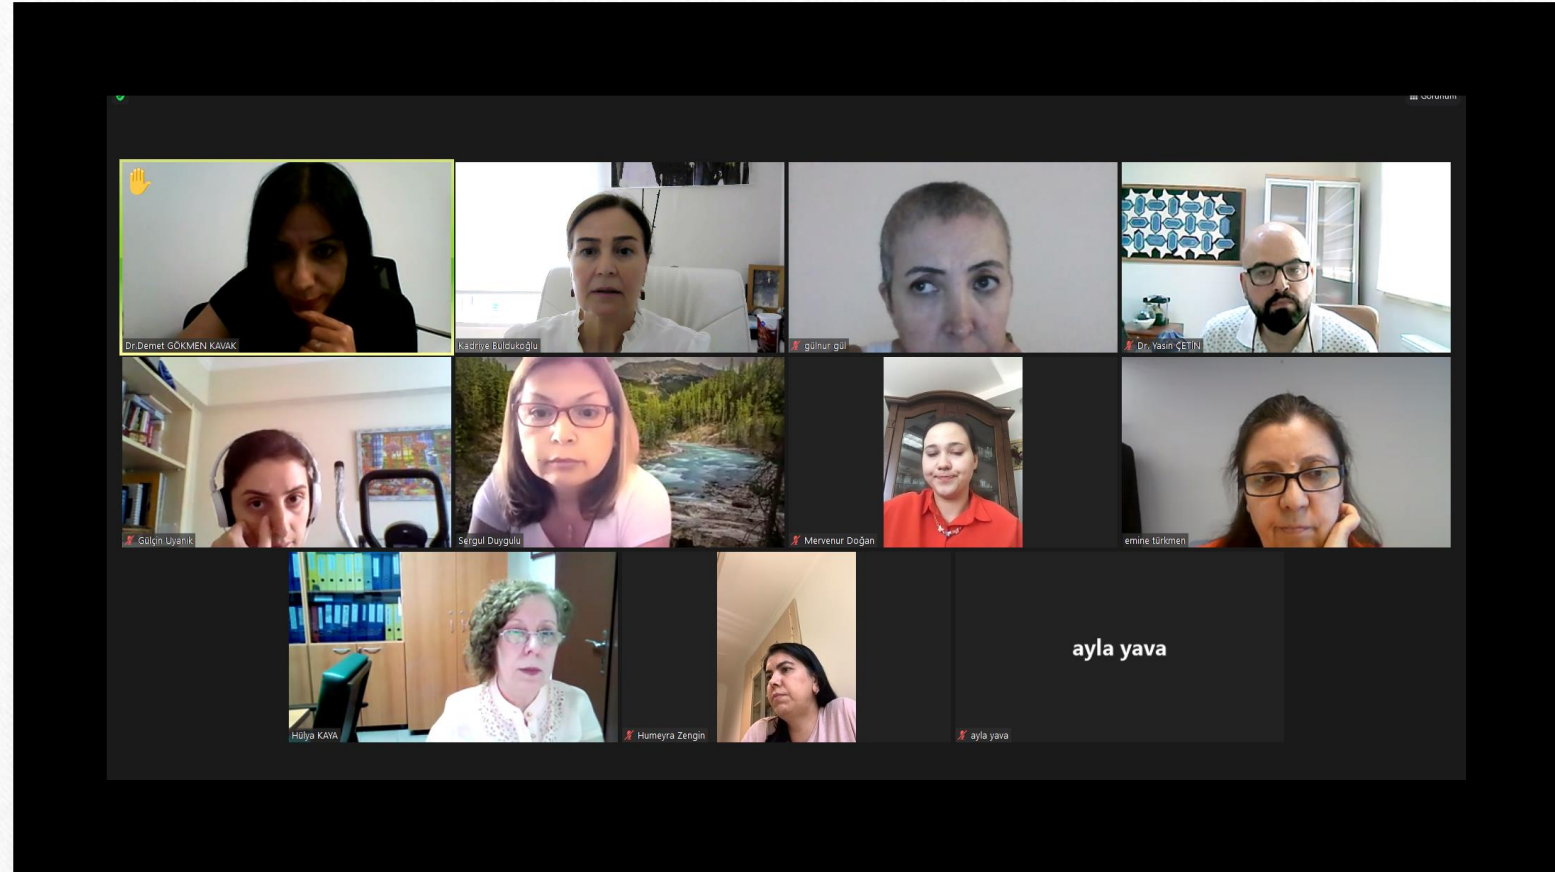 Görünüm
Dr.Demet GÖKMEN KAVAK
Kadriye Buldukoğlu
gülnur gül
Dr. Yasin ÇETİN
Gülçin Uyanık
Sergul Duygulu
Mervenur Doğan
emine türkmen
ayla yava
Hülya KAYA
Humeyra Zengin
ayla yava